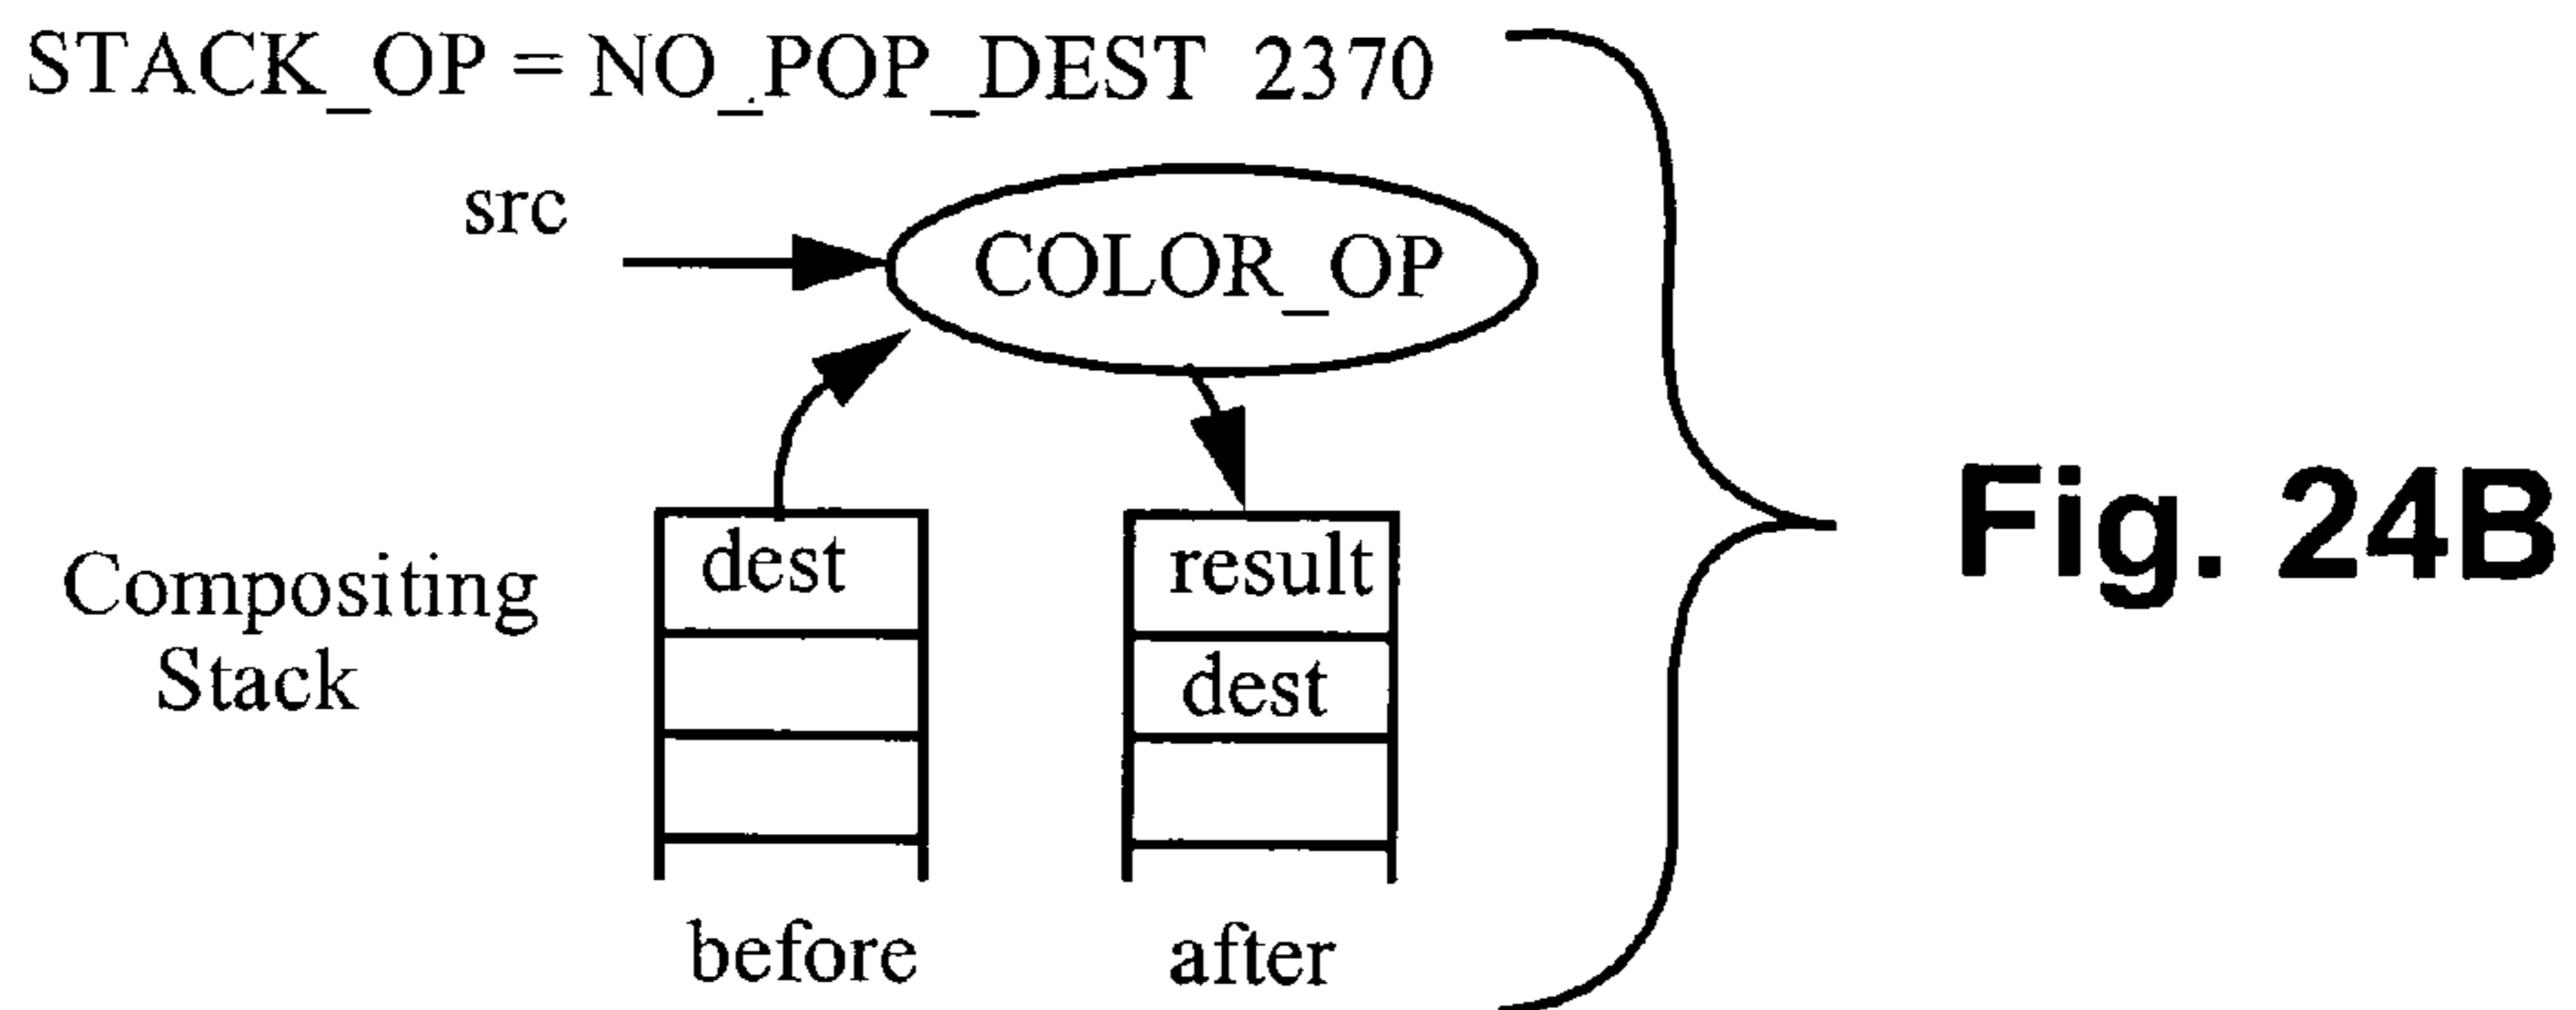 STACK_OP = NO_POP_DEST 2370
src
COLOR_OP
dest
result
Compositing
Stack
dest
before
after
Fig. 24B